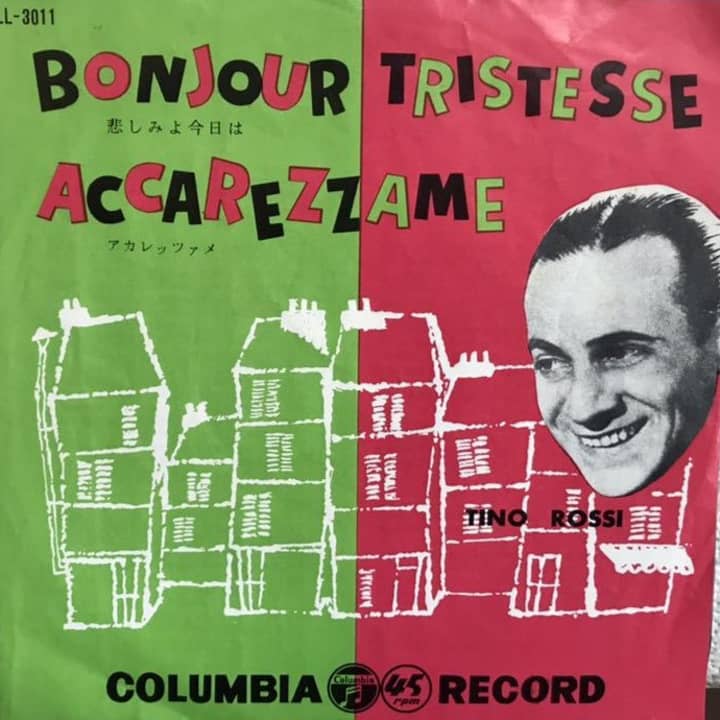 LL-3011
BONJOUR TRISTESSE
悲しみよ今日は
ACCAREZZAME
アカレッツァメ
TINO ROSSI
COLUMBIA Columbia 45 rpm RECORD